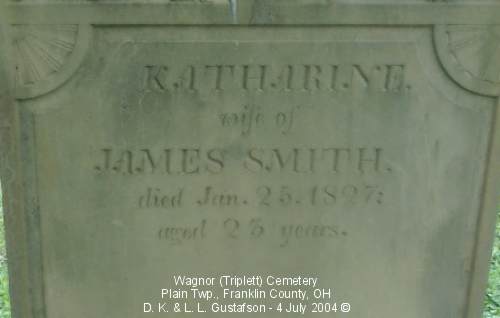 KATHARINE,
wife of
JAMES SMITH.
died Jan. 25. 1827:
aged 23 years.
Wagnor (Triplett) Cemetery
Plain Twp., Franklin County, OH
D. K. & L. L. Gustafson - 4 July 2004 ©